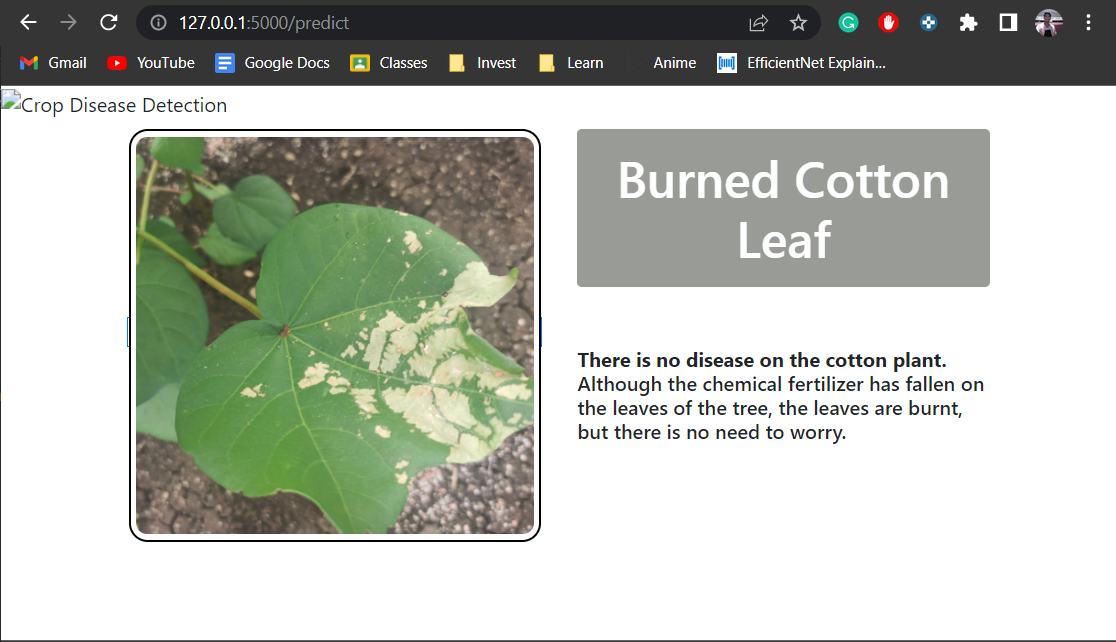 127.0.0.1:5000/predict
Gmail YouTube Google Docs Classes Invest Learn Anime EfficientNet Explain...
Crop Disease Detection
Burned Cotton
Leaf
There is no disease on the cotton plant.
Although the chemical fertilizer has fallen on
the leaves of the tree, the leaves are burnt,
but there is no need to worry.